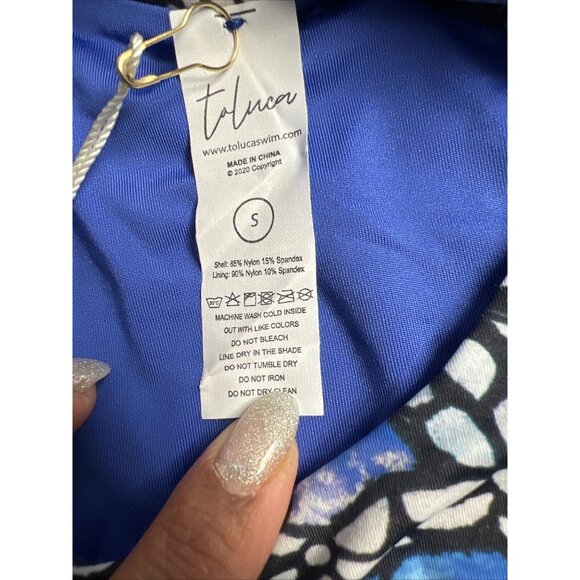 toluca
www.tolucaswim.com
MADE IN CHINA
© 2020 Copyright
S
Shell: 85% Nylon 15% Spandex
Lining: 90% Nylon 10% Spandex
30°C
MACHINE WASH COLD INSIDE
OUT WITH LIKE COLORS
DO NOT BLEACH
LINE DRY IN THE SHADE
DO NOT TUMBLE DRY
DO NOT IRON
DO NOT DRY CLEAN